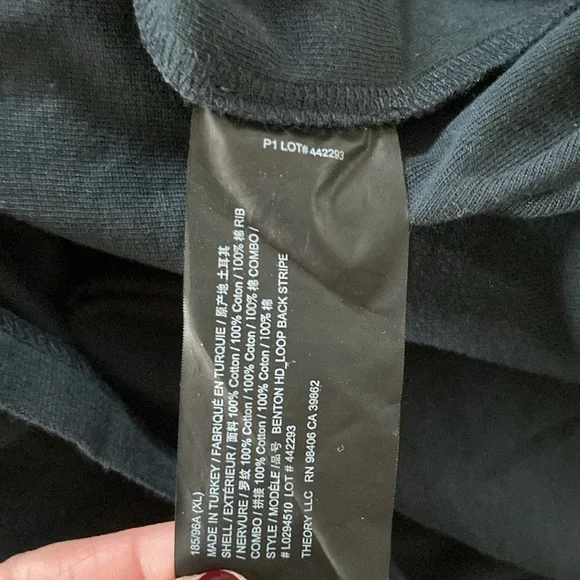 P1 LOT# 442293
185/96A (XL)
MADE IN TURKEY / FABRIQUÉ EN TURQUIE / 原产地 土耳其
SHELL / EXTÉRIEUR / 面料 100% Cotton / 100% Coton / 100% 棉 RIB
/ NERVURE / 罗纹 100% Cotton / 100% Coton / 100% 棉 COMBO /
COMBO / 拼接 100% Cotton / 100% Coton / 100% 棉
STYLE / MODÈLE / 品号 BENTON HD_LOOP BACK STRIPE
# L0294510 LOT # 442293
THEORY LLC RN 98406 CA 39862